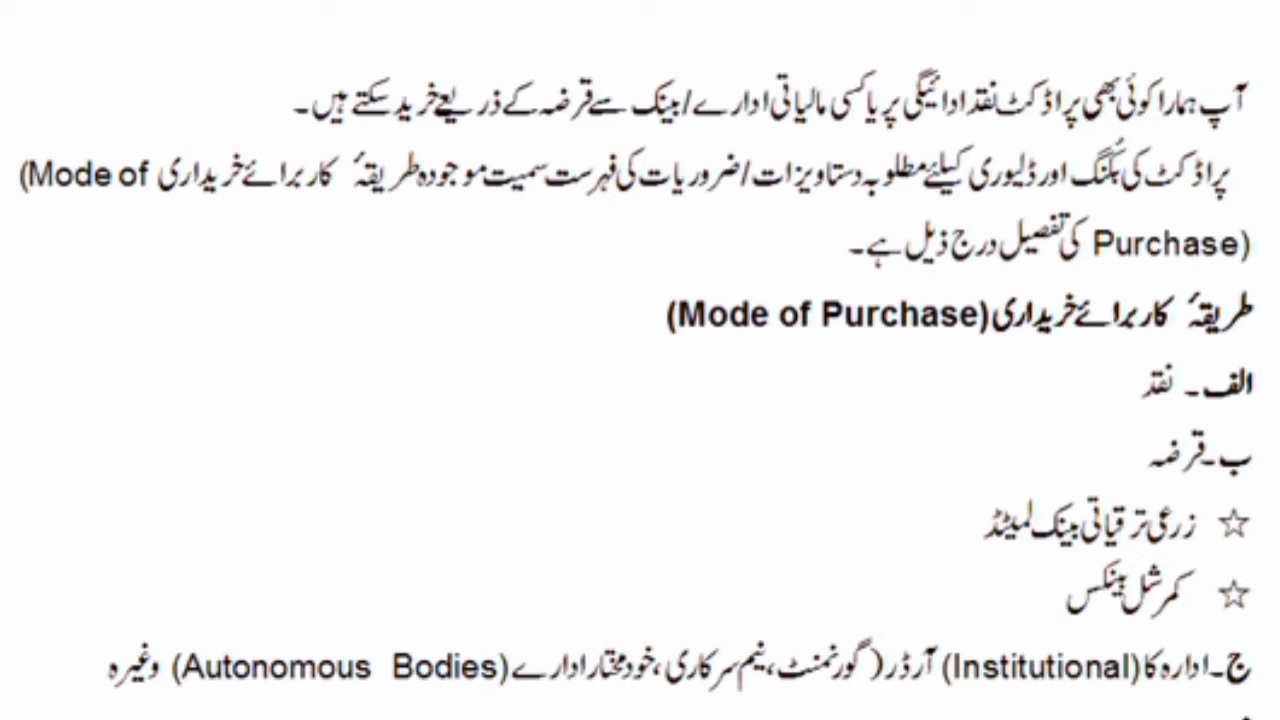 آپ ہمارا کوئی بھی پراڈکٹ نقد ادائیگی پر یا کسی مالیاتی ادارے/بینک سے قرضہ کے ذریعے خرید سکتے ہیں۔
پراڈکٹ کی بکنگ اور ڈلیوری کیلئے مطلوبہ دستاویزات/ضروریات کی فہرست سمیت موجودہ طریقۂ کار برائے خریداری (Mode of
Purchase) کی تفصیل درج ذیل ہے۔
طریقۂ کار برائے خریداری (Mode of Purchase)
الف۔ نقد
ب۔ قرضہ
☆ زرعی ترقیاتی بینک لمیٹڈ
☆ کمرشل بینکس
ج۔ ادارہ کا (Institutional) آرڈر (گورنمنٹ، نیم سرکاری، خودمختار ادارے (Autonomous Bodies) وغیرہ